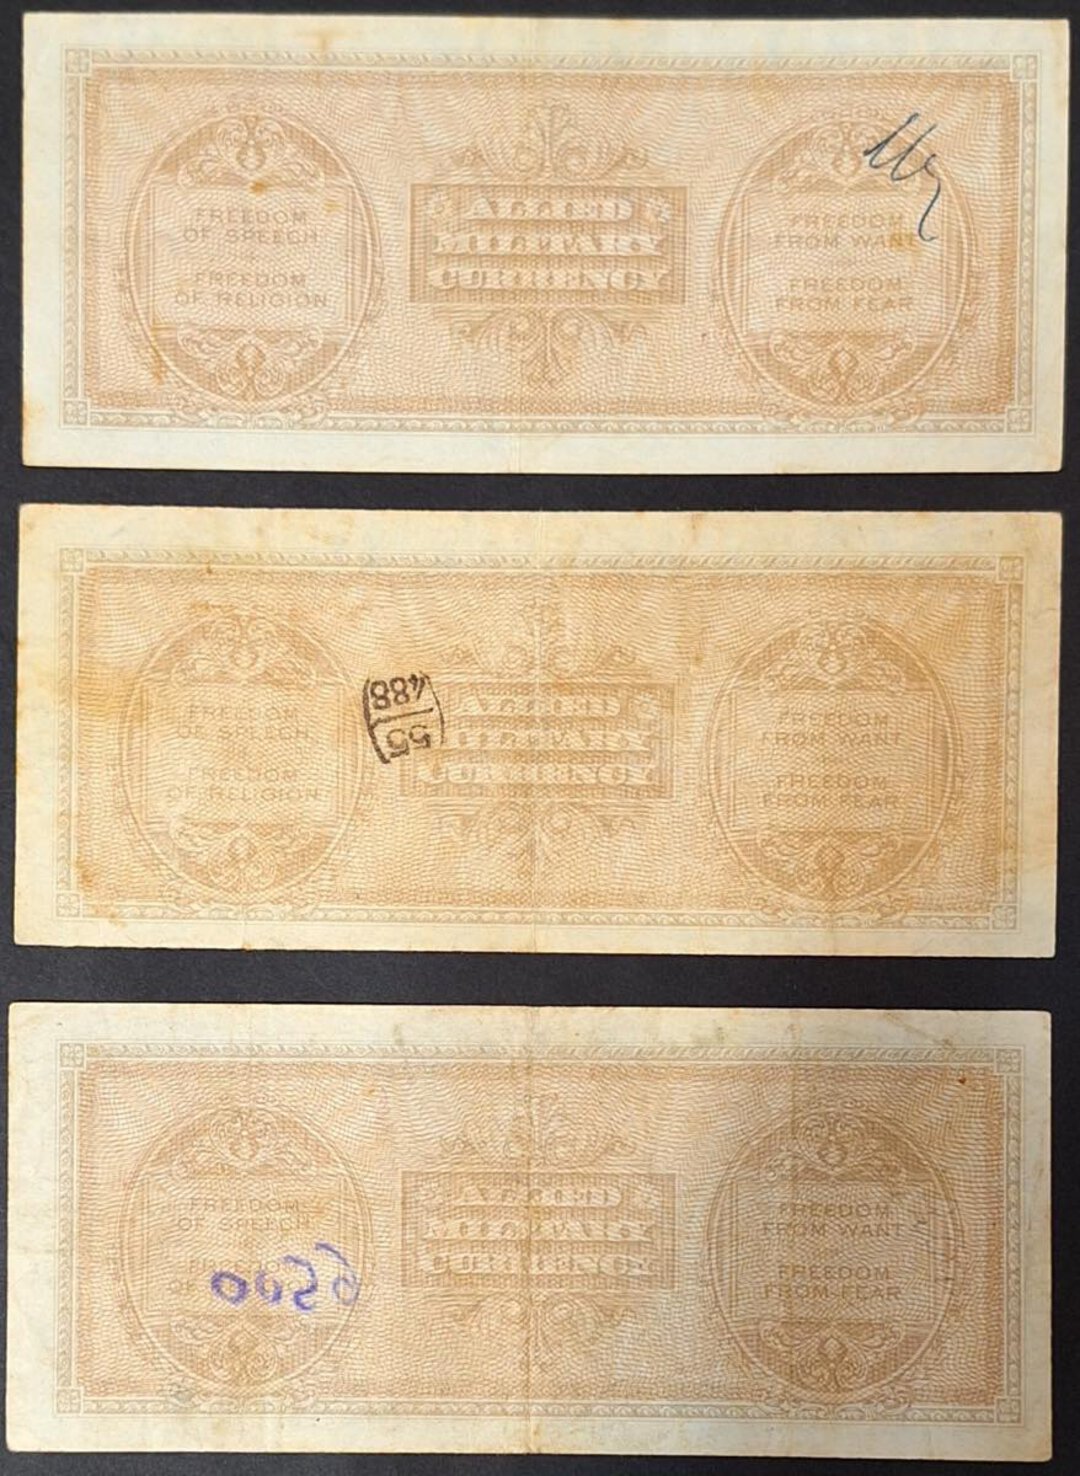 FREEDOM
OF SPEECH
FREEDOM
OF RELIGION
ALLIED
MILITARY
CURRENCY
FREEDOM
FROM WANT
FREEDOM
FROM FEAR
FREEDOM
OF SPEECH
FREEDOM
OF RELIGION
55
488
ALLIED
MILITARY
CURRENCY
FREEDOM
FROM WANT
FREEDOM
FROM FEAR
FREEDOM
OF SPEECH
OF
6500
ALLIED
MILITARY
CURRENCY
FREEDOM
FROM WANT
FREEDOM
FROM FEAR